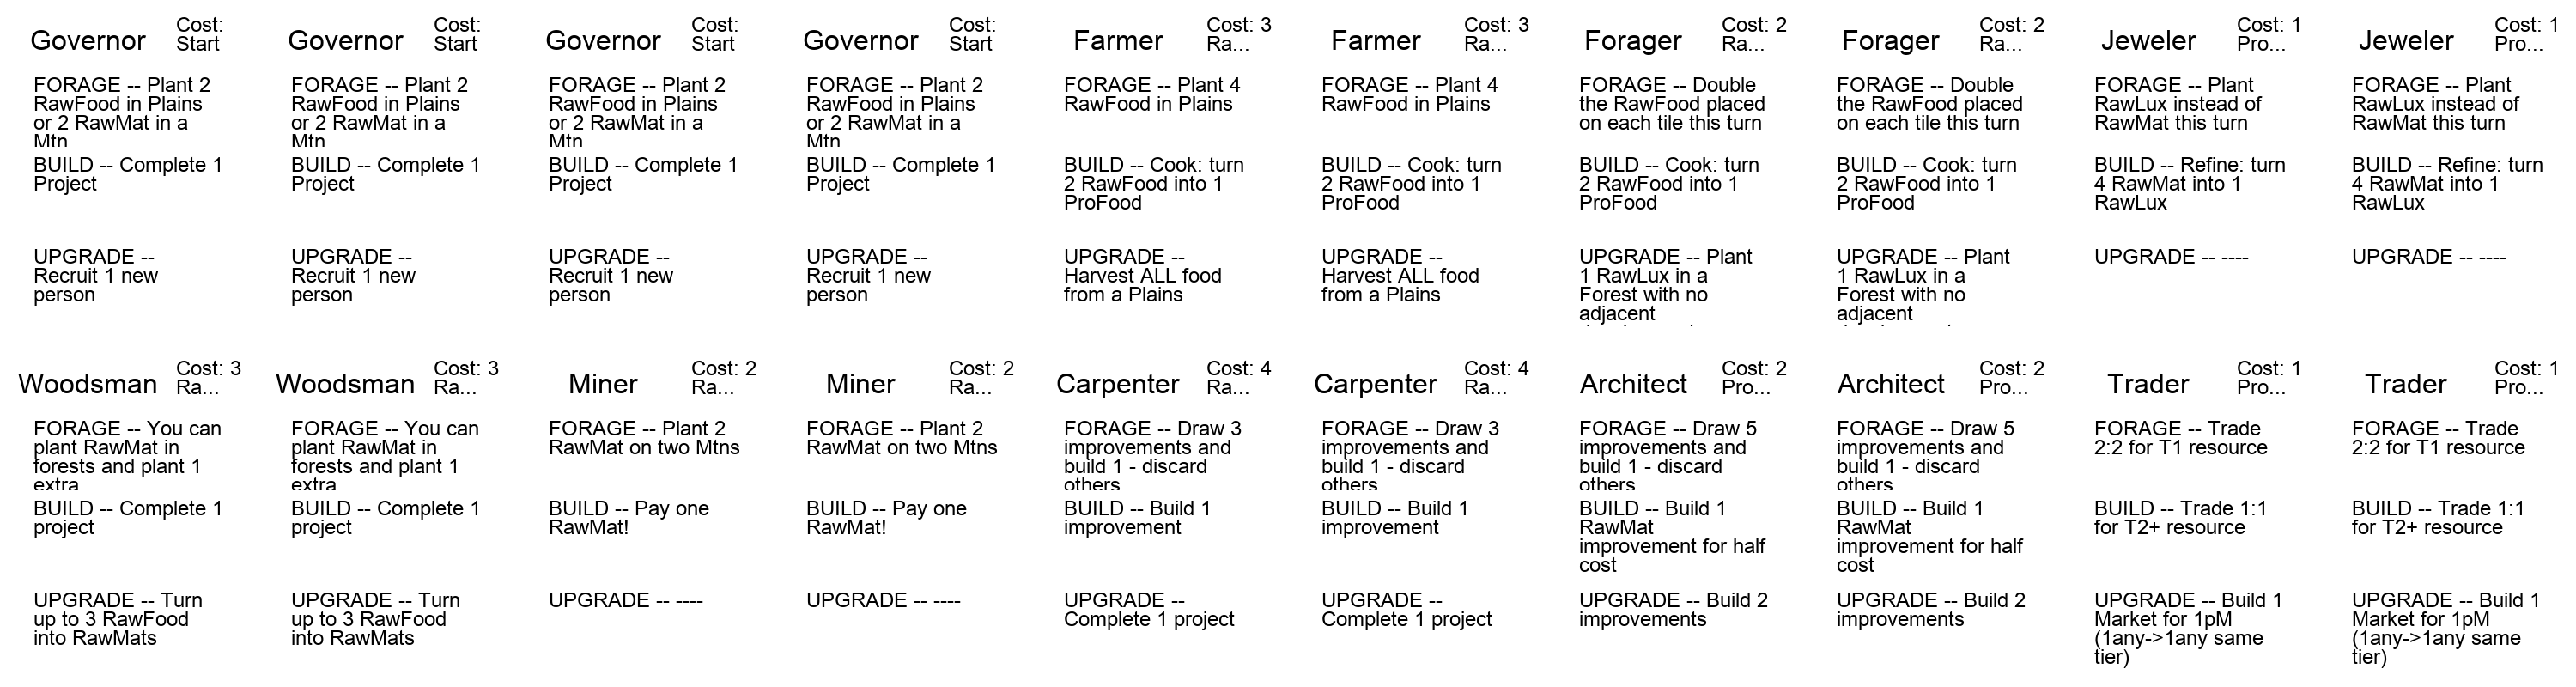 Governor
Cost:
Start
FORAGE -- Plant 2
RawFood in Plains
or 2 RawMat in a
Mtn
BUILD -- Complete 1
Project
UPGRADE --
Recruit 1 new
person
Governor
Cost:
Start
FORAGE -- Plant 2
RawFood in Plains
or 2 RawMat in a
Mtn
BUILD -- Complete 1
Project
UPGRADE --
Recruit 1 new
person
Governor
Cost:
Start
FORAGE -- Plant 2
RawFood in Plains
or 2 RawMat in a
Mtn
BUILD -- Complete 1
Project
UPGRADE --
Recruit 1 new
person
Governor
Cost:
Start
FORAGE -- Plant 2
RawFood in Plains
or 2 RawMat in a
Mtn
BUILD -- Complete 1
Project
UPGRADE --
Recruit 1 new
person
Farmer
Cost: 3
Ra...
FORAGE -- Plant 4
RawFood in Plains
BUILD -- Cook: turn
2 RawFood into 1
ProFood
UPGRADE --
Harvest ALL food
from a Plains
Farmer
Cost: 3
Ra...
FORAGE -- Plant 4
RawFood in Plains
BUILD -- Cook: turn
2 RawFood into 1
ProFood
UPGRADE --
Harvest ALL food
from a Plains
Forager
Cost: 2
Ra...
FORAGE -- Double
the RawFood placed
on each tile this turn
BUILD -- Cook: turn
2 RawFood into 1
ProFood
UPGRADE -- Plant
1 RawLux in a
Forest with no
adjacent
Forager
Cost: 2
Ra...
FORAGE -- Double
the RawFood placed
on each tile this turn
BUILD -- Cook: turn
2 RawFood into 1
ProFood
UPGRADE -- Plant
1 RawLux in a
Forest with no
adjacent
Jeweler
Cost: 1
Pro...
FORAGE -- Plant
RawLux instead of
RawMat this turn
BUILD -- Refine: turn
4 RawMat into 1
RawLux
UPGRADE -- ----
Jeweler
Cost: 1
Pro...
FORAGE -- Plant
RawLux instead of
RawMat this turn
BUILD -- Refine: turn
4 RawMat into 1
RawLux
UPGRADE -- ----
Woodsman
Cost: 3
Ra...
FORAGE -- You can
plant RawMat in
forests and plant 1
extra
BUILD -- Complete 1
project
UPGRADE -- Turn
up to 3 RawFood
into RawMats
Woodsman
Cost: 3
Ra...
FORAGE -- You can
plant RawMat in
forests and plant 1
extra
BUILD -- Complete 1
project
UPGRADE -- Turn
up to 3 RawFood
into RawMats
Miner
Cost: 2
Ra...
FORAGE -- Plant 2
RawMat on two Mtns
BUILD -- Pay one
RawMat!
UPGRADE -- ----
Miner
Cost: 2
Ra...
FORAGE -- Plant 2
RawMat on two Mtns
BUILD -- Pay one
RawMat!
UPGRADE -- ----
Carpenter
Cost: 4
Ra...
FORAGE -- Draw 3
improvements and
build 1 - discard
others
BUILD -- Build 1
improvement
UPGRADE --
Complete 1 project
Carpenter
Cost: 4
Ra...
FORAGE -- Draw 3
improvements and
build 1 - discard
others
BUILD -- Build 1
improvement
UPGRADE --
Complete 1 project
Architect
Cost: 2
Pro...
FORAGE -- Draw 5
improvements and
build 1 - discard
others
BUILD -- Build 1
RawMat
improvement for half
cost
UPGRADE -- Build 2
improvements
Architect
Cost: 2
Pro...
FORAGE -- Draw 5
improvements and
build 1 - discard
others
BUILD -- Build 1
RawMat
improvement for half
cost
UPGRADE -- Build 2
improvements
Trader
Cost: 1
Pro...
FORAGE -- Trade
2:2 for T1 resource
BUILD -- Trade 1:1
for T2+ resource
UPGRADE -- Build 1
Market for 1pM
(1any->1any same
tier)
Trader
Cost: 1
Pro...
FORAGE -- Trade
2:2 for T1 resource
BUILD -- Trade 1:1
for T2+ resource
UPGRADE -- Build 1
Market for 1pM
(1any->1any same
tier)